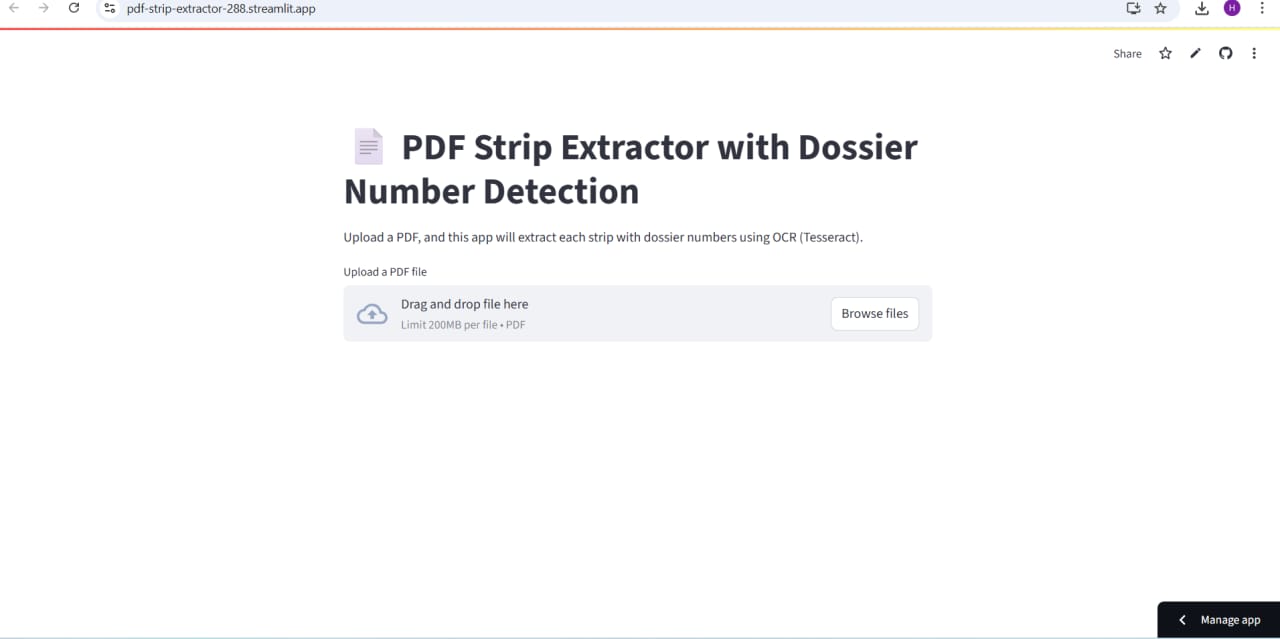 pdf-strip-extractor-288.streamlit.app
H
Share
PDF Strip Extractor with Dossier
Number Detection
Upload a PDF, and this app will extract each strip with dossier numbers using OCR (Tesseract).
Upload a PDF file
Drag and drop file here
Limit 200MB per file • PDF
Browse files
Manage app